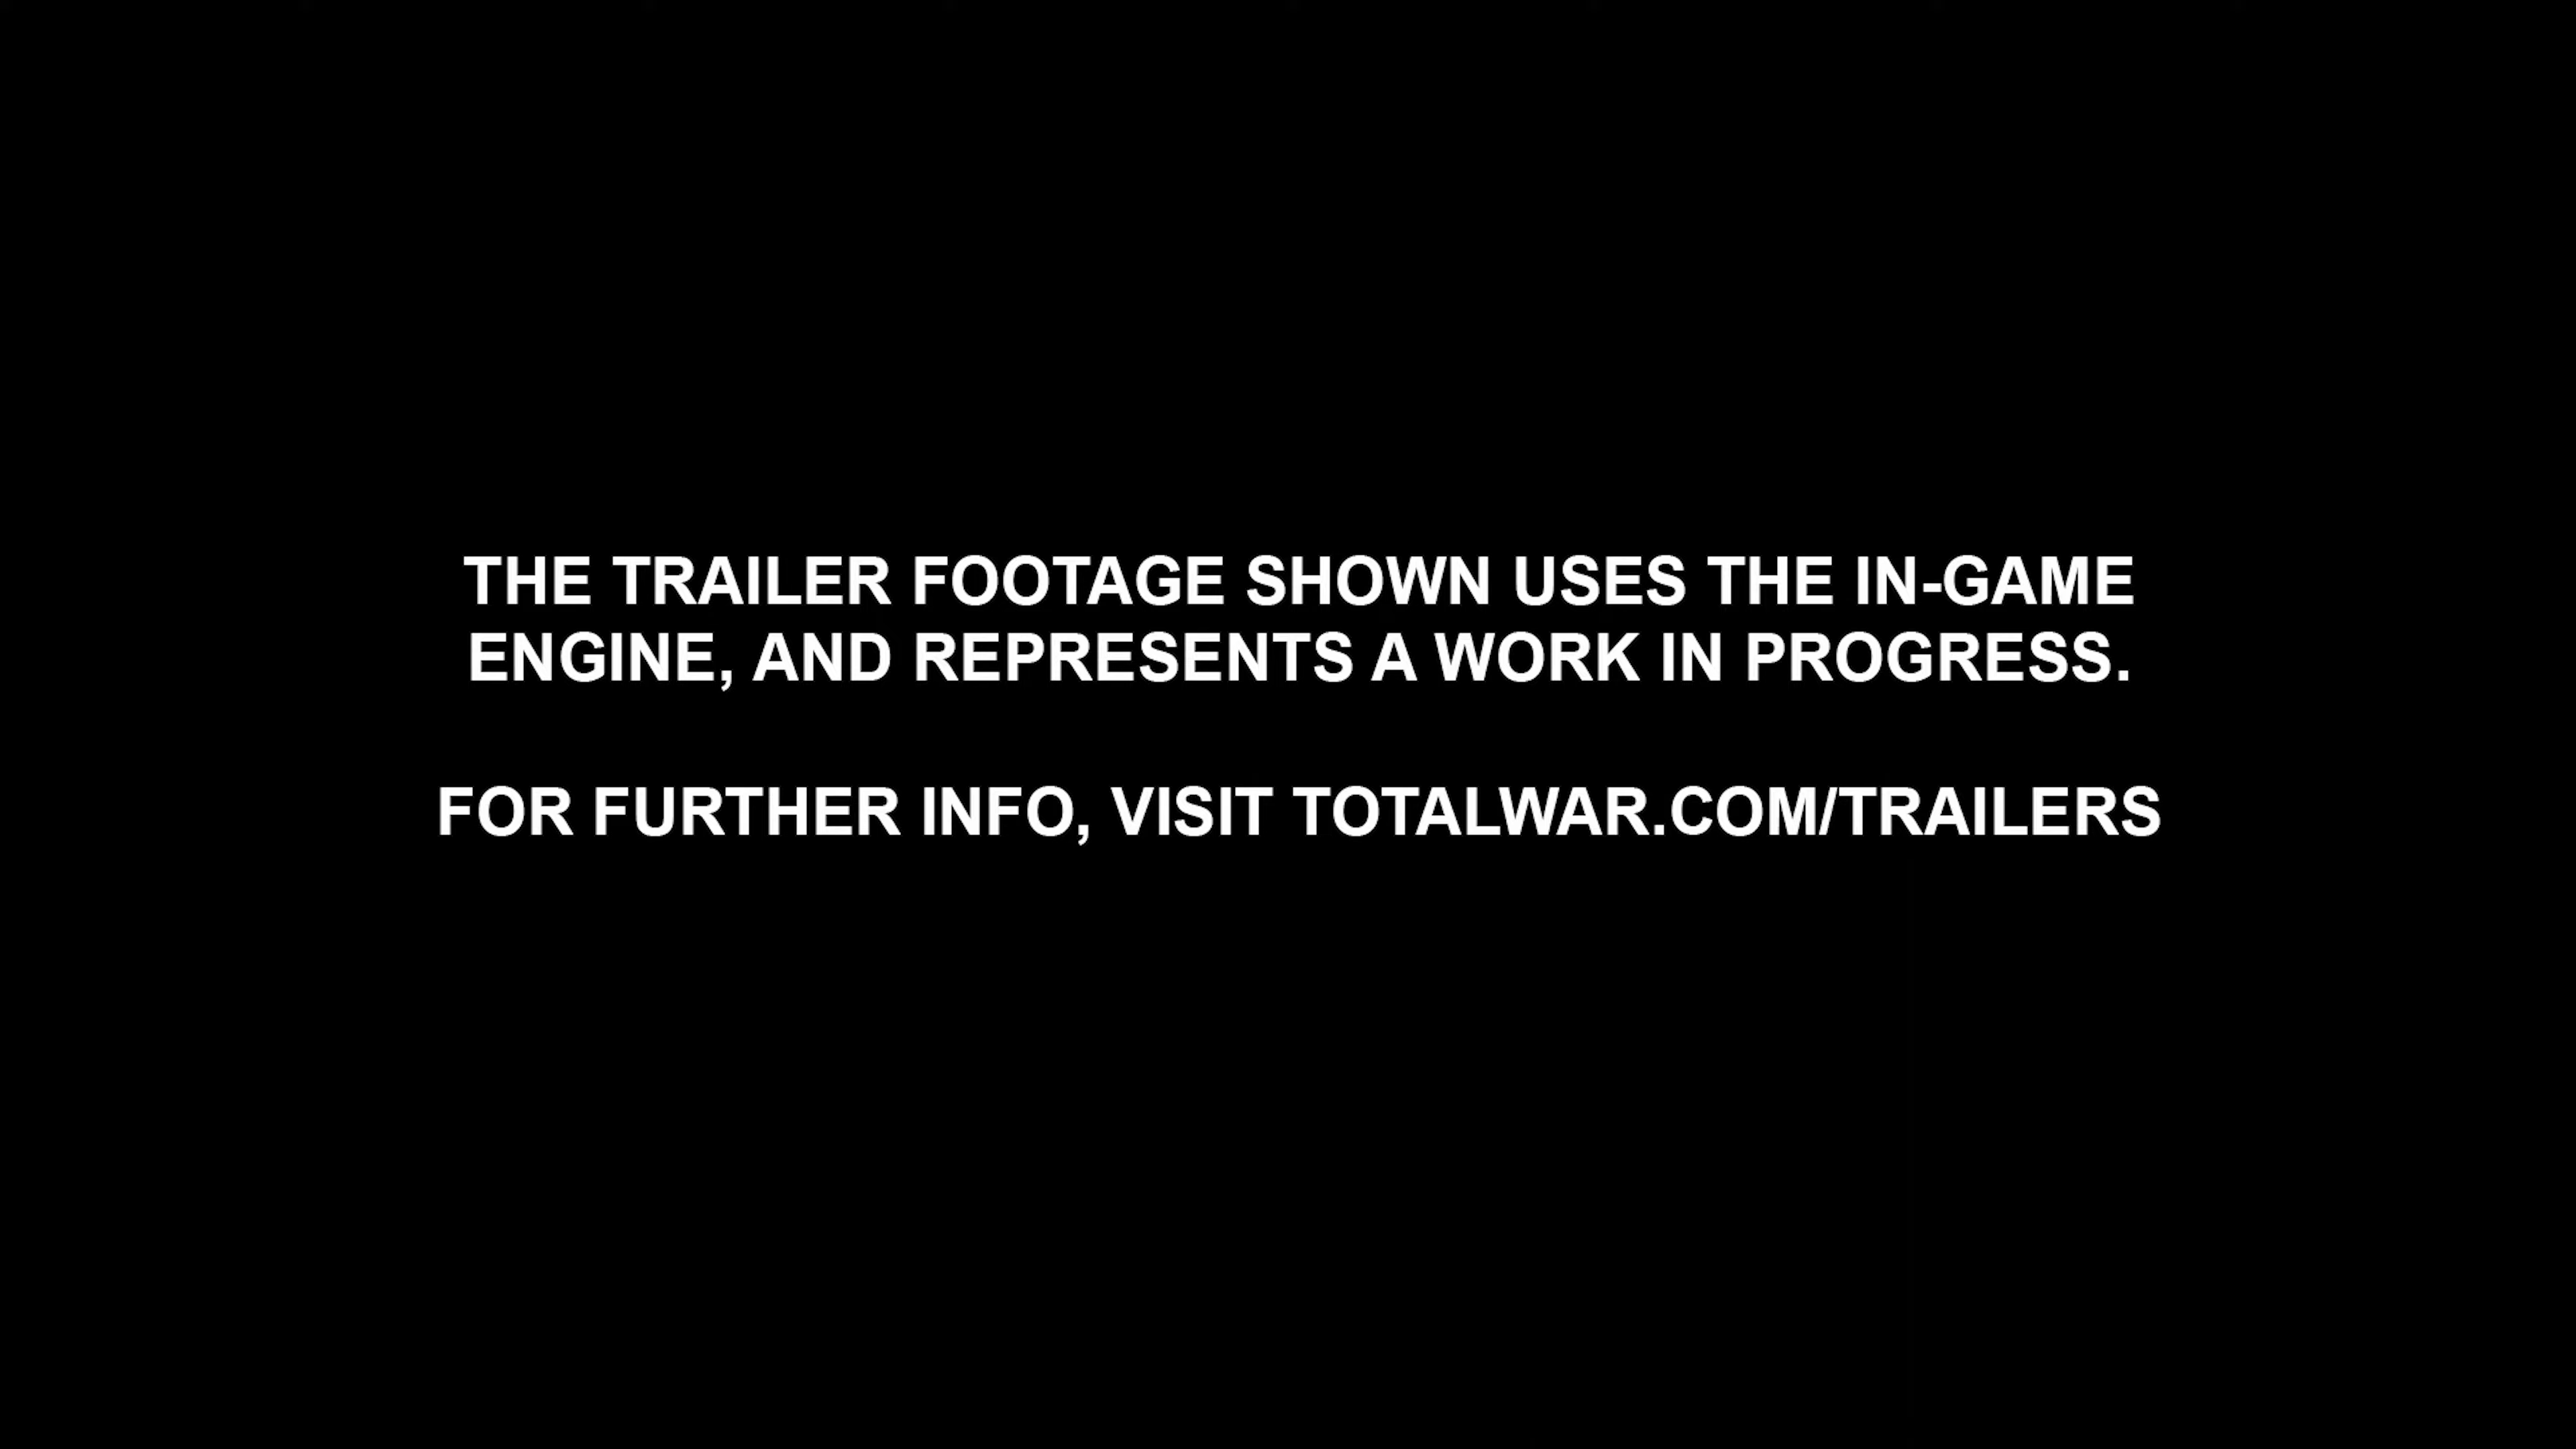 THE TRAILER FOOTAGE SHOWN USES THE IN-GAME
ENGINE, AND REPRESENTS A WORK IN PROGRESS.
FOR FURTHER INFO, VISIT TOTALWAR.COM/TRAILERS